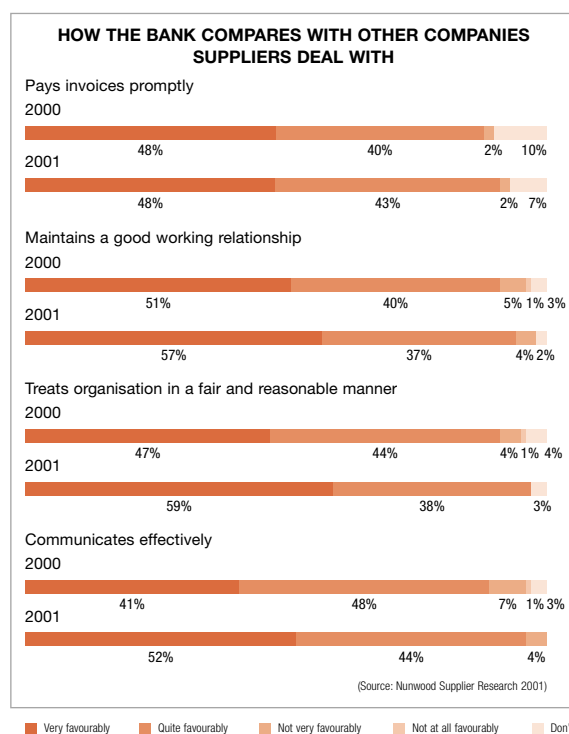 HOW THE BANK COMPARES WITH OTHER COMPANIES
SUPPLIERS DEAL WITH
Pays invoices promptly
2000
48% 40% 2% 10%
2001
48% 43% 2% 7%
Maintains a good working relationship
2000
51% 40% 5% 1% 3%
2001
57% 37% 4% 2%
Treats organisation in a fair and reasonable manner
2000
47% 44% 4% 1% 4%
2001
59% 38% 3%
Communicates effectively
2000
41% 48% 7% 1% 3%
2001
52% 44% 4%
(Source: Nunwood Supplier Research 2001)
Very favourably Quite favourably Not very favourably Not at all favourably Don'